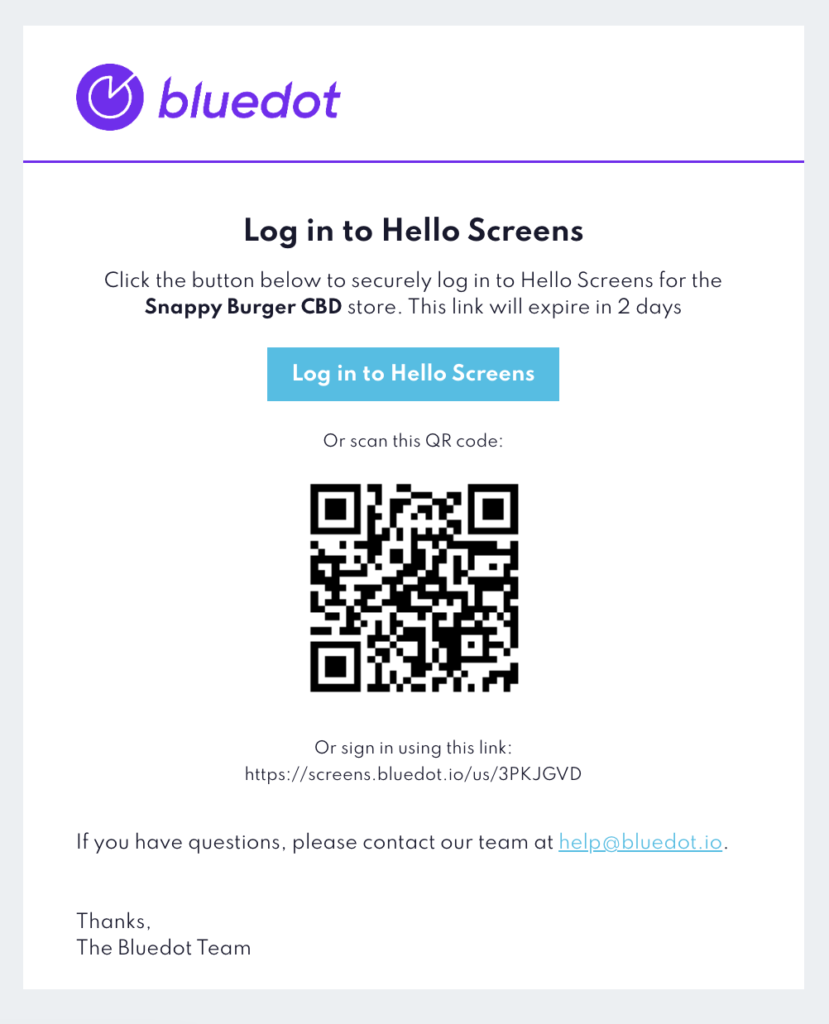 bluedot
Log in to Hello Screens
Click the button below to securely log in to Hello Screens for the
Snappy Burger CBD store. This link will expire in 2 days
Log in to Hello Screens
Or scan this QR code:
Or sign in using this link:
https://screens.bluedot.io/us/3PKJGVD
If you have questions, please contact our team at help@bluedot.io.
Thanks,
The Bluedot Team